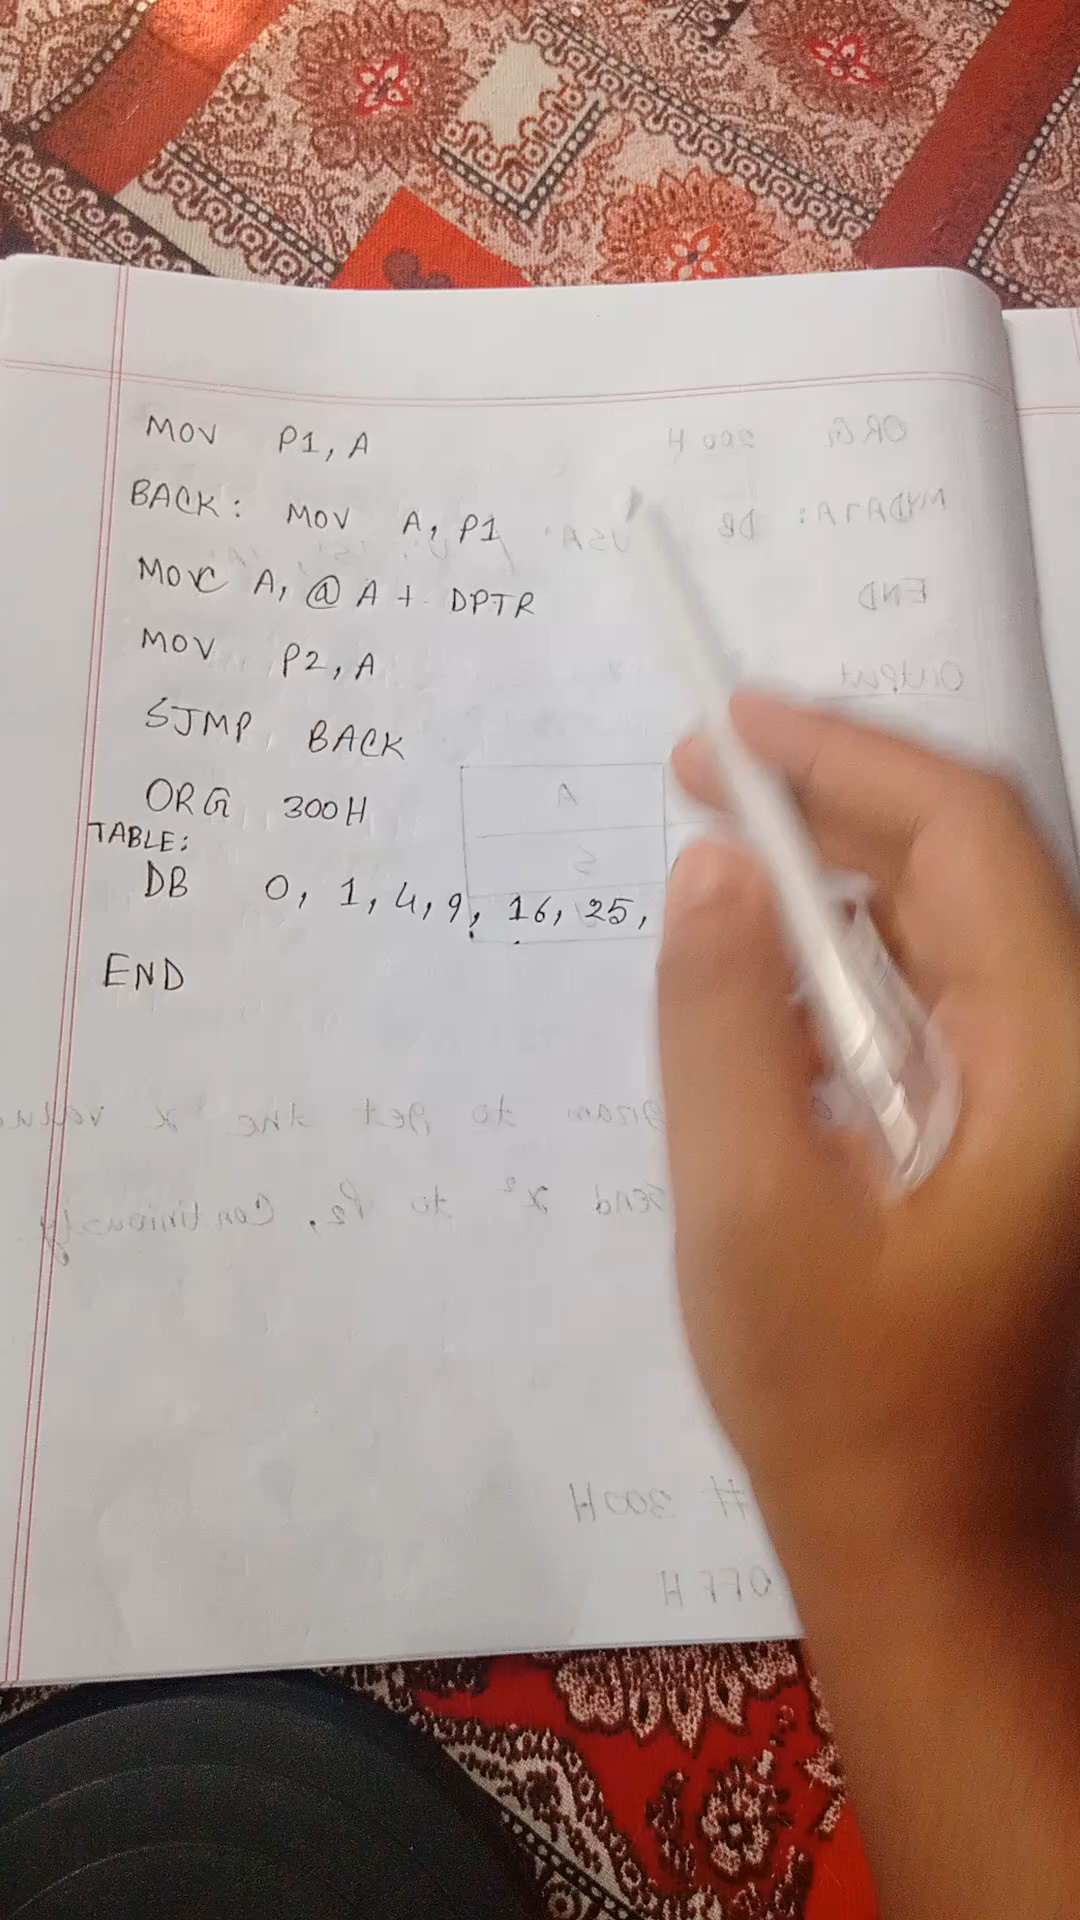 MOV P1, A
BACK: MOV A, P1
MOVC A, @ A + DPTR
MOV P2, A
SJMP BACK
ORG 300H
TABLE:
DB 0, 1, 4, 9, 16, 25,
END